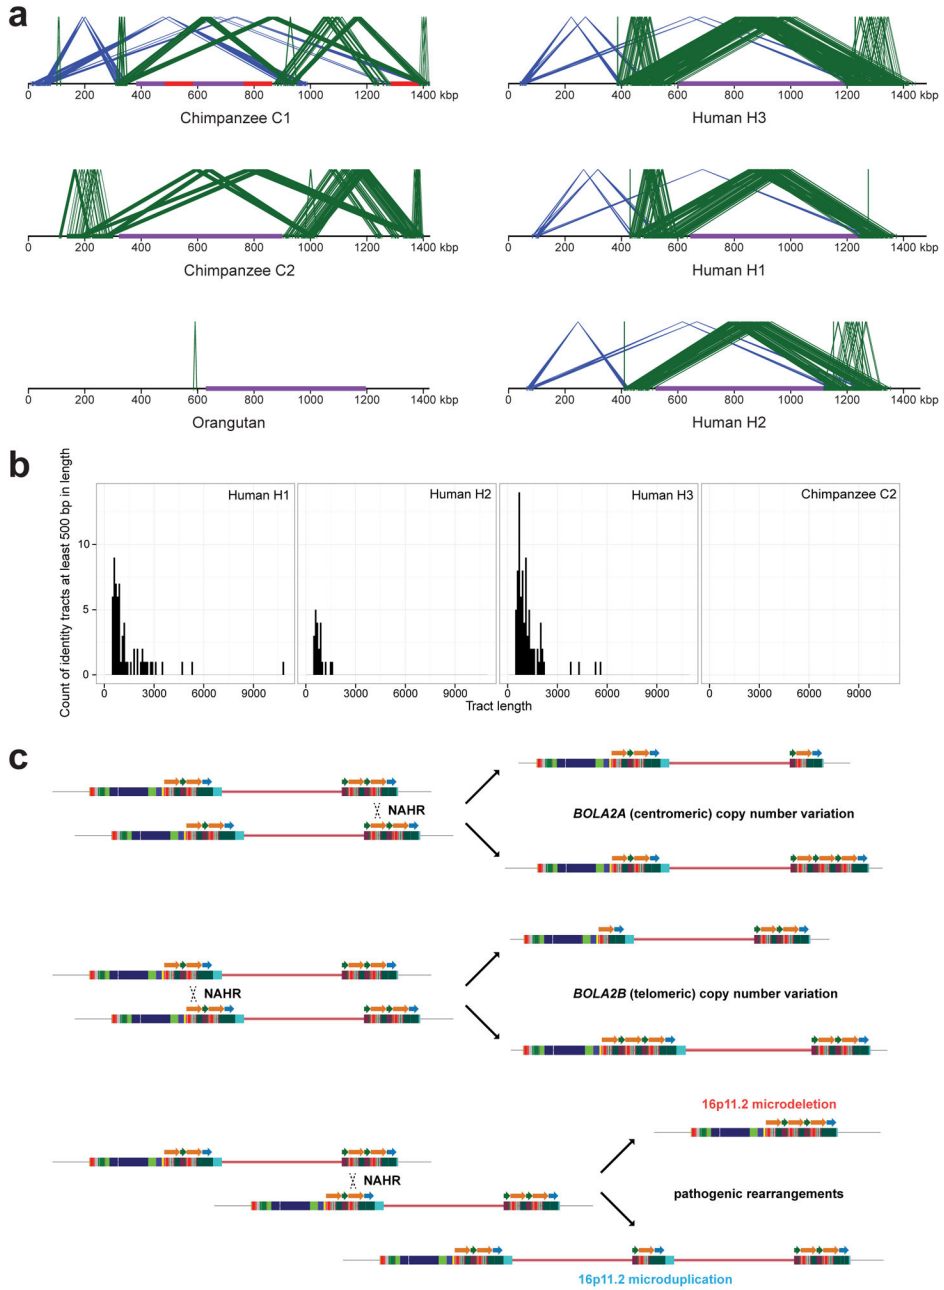 a
0 200 400 600 800 1000 1200 1400 kbp
Chimpanzee C1
0 200 400 600 800 1000 1200 1400 kbp
Human H3
0 200 400 600 800 1000 1200 1400 kbp
Chimpanzee C2
0 200 400 600 800 1000 1200 1400 kbp
Human H1
0 200 400 600 800 1000 1200 1400 kbp
Orangutan
0 200 400 600 800 1000 1200 1400 kbp
Human H2
b
Count of identity tracts at least 500 bp in length
Human H1
Human H2
Human H3
Chimpanzee C2
10
5
0
0 3000 6000 9000
0 3000 6000 9000
0 3000 6000 9000
0 3000 6000 9000
Tract length
c
NAHR
BOLA2A (centromeric) copy number variation
NAHR
BOLA2B (telomeric) copy number variation
16p11.2 microdeletion
NAHR
pathogenic rearrangements
16p11.2 microduplication